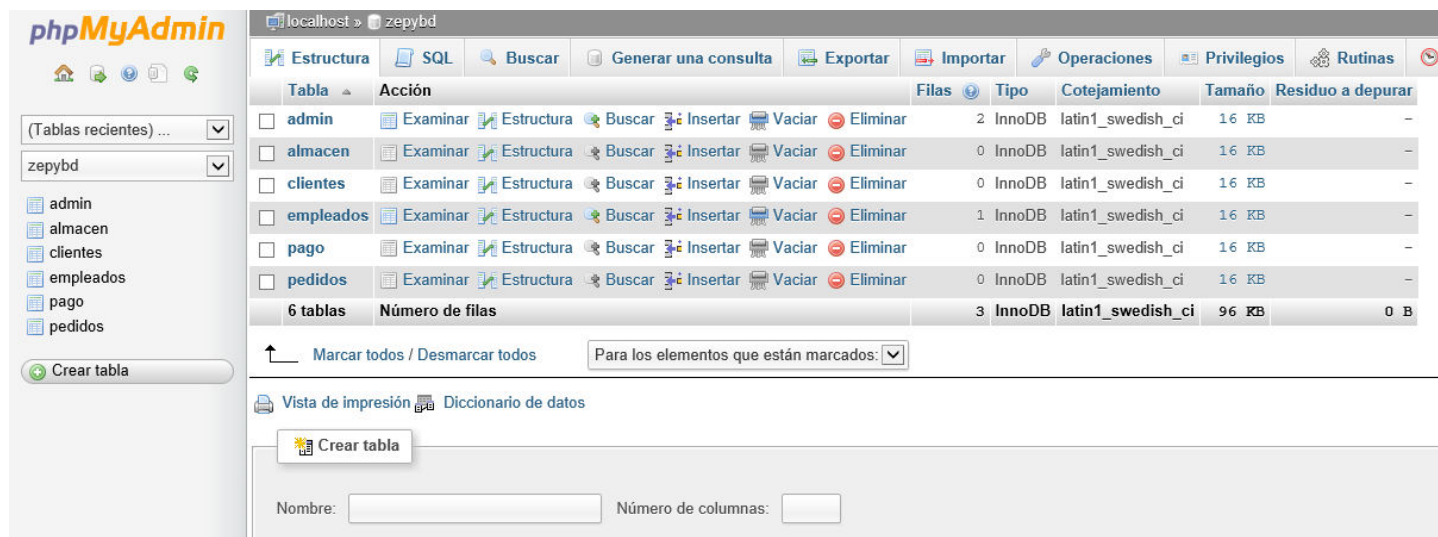 phpMyAdmin
(Tablas recientes) ...
zepybd
admin
almacen
clientes
empleados
pago
pedidos
Crear tabla
localhost » zepybd
Estructura SQL Buscar Generar una consulta Exportar Importar Operaciones Privilegios Rutinas
Tabla Acción Filas Tipo Cotejamiento Tamaño Residuo a depurar
admin Examinar Estructura Buscar Insertar Vaciar Eliminar 2 InnoDB latin1_swedish_ci 16 KB -
almacen Examinar Estructura Buscar Insertar Vaciar Eliminar 0 InnoDB latin1_swedish_ci 16 KB -
clientes Examinar Estructura Buscar Insertar Vaciar Eliminar 0 InnoDB latin1_swedish_ci 16 KB -
empleados Examinar Estructura Buscar Insertar Vaciar Eliminar 1 InnoDB latin1_swedish_ci 16 KB -
pago Examinar Estructura Buscar Insertar Vaciar Eliminar 0 InnoDB latin1_swedish_ci 16 KB -
pedidos Examinar Estructura Buscar Insertar Vaciar Eliminar 0 InnoDB latin1_swedish_ci 16 KB -
6 tablas Número de filas 3 InnoDB latin1_swedish_ci 96 KB 0 B
Marcar todos / Desmarcar todos Para los elementos que están marcados:
Vista de impresión Diccionario de datos
Crear tabla
Nombre: Número de columnas: